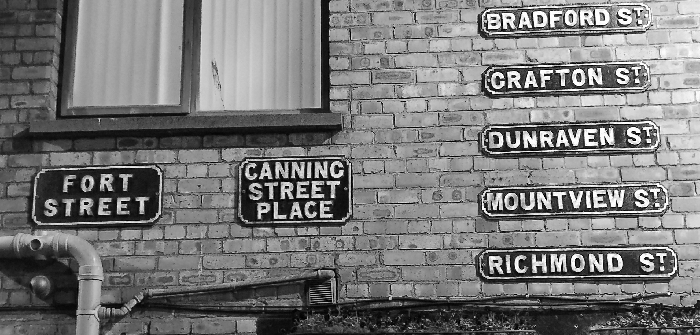 FORT
STREET
CANNING
STREET
PLACE
BRADFORD ST
CRAFTON ST
DUNRAVEN ST
MOUNTVIEW ST
RICHMOND ST